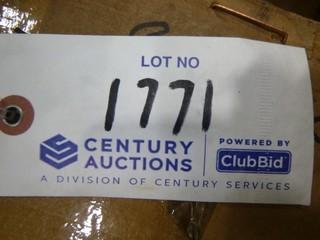 LOT NO
1771
CENTURY AUCTIONS
POWERED BY
ClubBid
A DIVISION OF CENTURY SERVICES